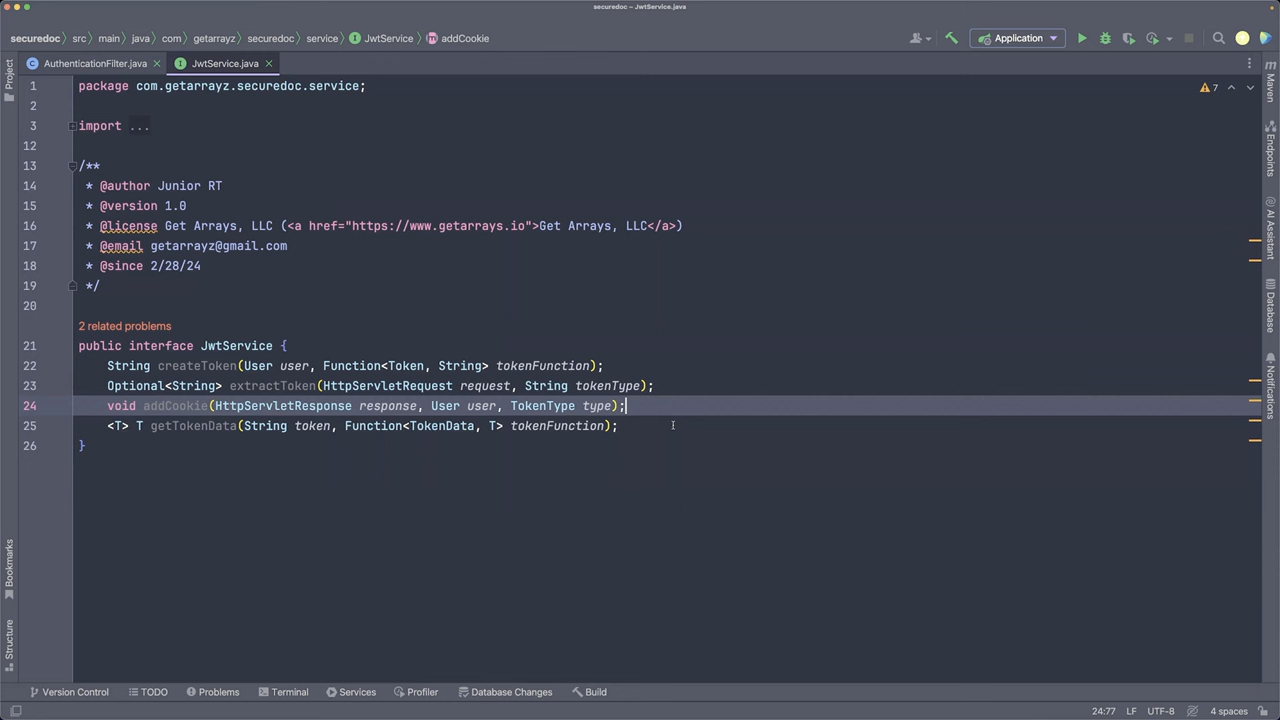 securedoc – JwtService.java
securedoc src main java com getarrayz securedoc service JwtService addCookie Application
AuthenticationFilter.java JwtService.java
1 package com.getarrayz.securedoc.service;
2
3 import ...
12
13 /**
14 * @author Junior RT
15 * @version 1.0
16 * @license Get Arrays, LLC (<a href="https://www.getarrays.io">Get Arrays, LLC</a>)
17 * @email getarrayz@gmail.com
18 * @since 2/28/24
19 */
20
2 related problems
21 public interface JwtService {
22 String createToken(User user, Function<Token, String> tokenFunction);
23 Optional<String> extractToken(HttpServletRequest request, String tokenType);
24 void addCookie(HttpServletResponse response, User user, TokenType type);
25 <T> T getTokenData(String token, Function<TokenData, T> tokenFunction);
26 }
7
Project
Bookmarks
Structure
Maven
Endpoints
AI Assistant
Database
Notifications
Version Control TODO Problems Terminal Services Profiler Database Changes Build
24:77 LF UTF-8 4 spaces